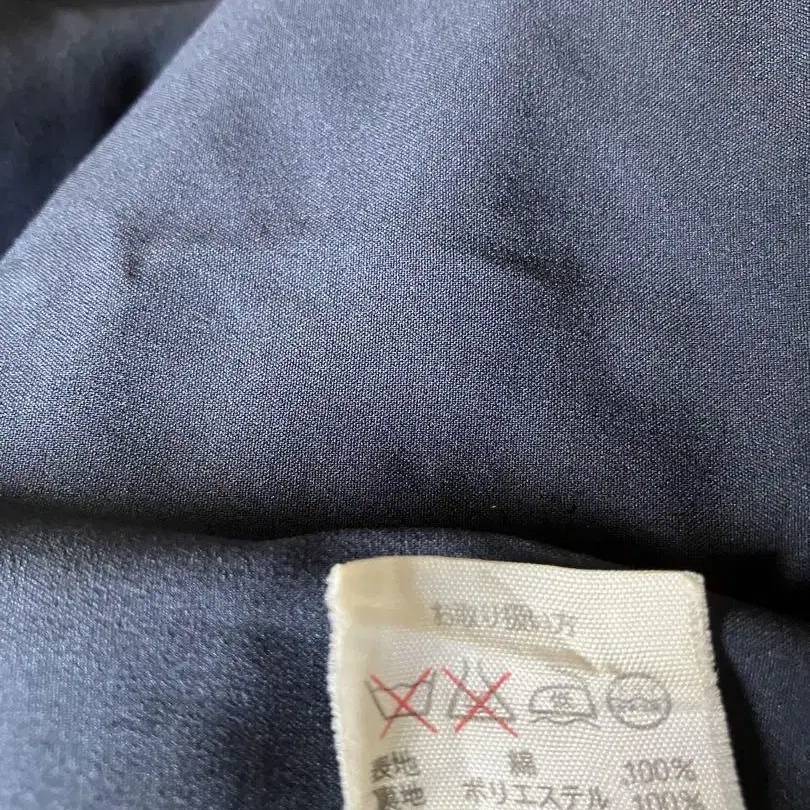 お取り扱い方
表地 綿 100%
裏地 ポリエステル 100%